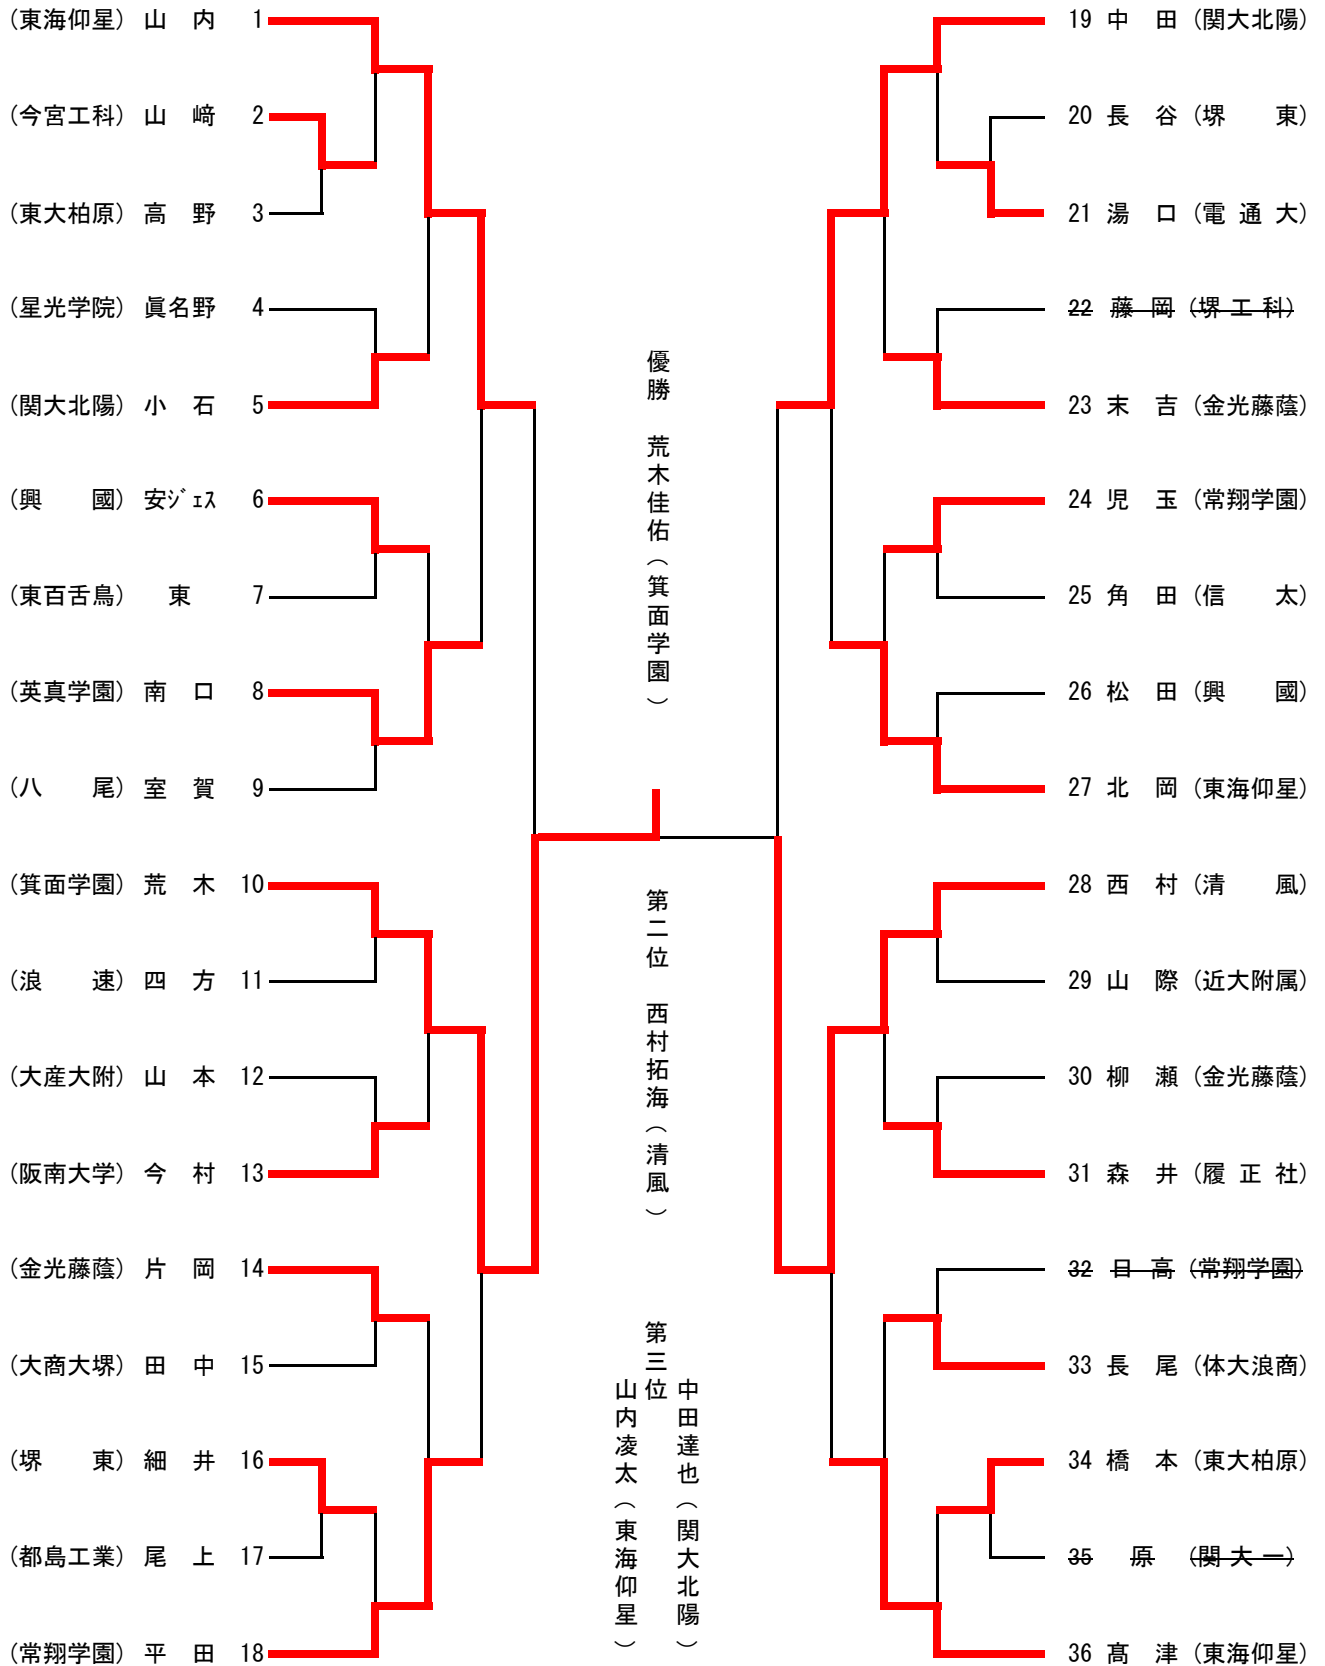 (東海仰星) 山 内 1
(今宮工科) 山 﨑 2
(東大柏原) 高 野 3
(星光学院) 眞名野 4
(関大北陽) 小 石 5
(興 國) 安ｼﾞｪｽ 6
(東百舌鳥) 東 7
(英真学園) 南 口 8
(八 尾) 室 賀 9
(箕面学園) 荒 木 10
(浪 速) 四 方 11
(大産大附) 山 本 12
(阪南大学) 今 村 13
(金光藤蔭) 片 岡 14
(大商大堺) 田 中 15
(堺 東) 細 井 16
(都島工業) 尾 上 17
(常翔学園) 平 田 18
優勝 荒木佳佑（箕面学園）
第二位 西村拓海（清風）
第三位
中田達也（関大北陽）
山内凌太（東海仰星）
19 中 田 (関大北陽)
20 長 谷 (堺 東)
21 湯 口 (電 通 大)
22 藤 岡 (堺 工 科)
23 末 吉 (金光藤蔭)
24 児 玉 (常翔学園)
25 角 田 (信 太)
26 松 田 (興 國)
27 北 岡 (東海仰星)
28 西 村 (清 風)
29 山 際 (近大附属)
30 柳 瀬 (金光藤蔭)
31 森 井 (履 正 社)
32 日 高 (常翔学園)
33 長 尾 (体大浪商)
34 橋 本 (東大柏原)
35 原 (関 大 一)
36 髙 津 (東海仰星)